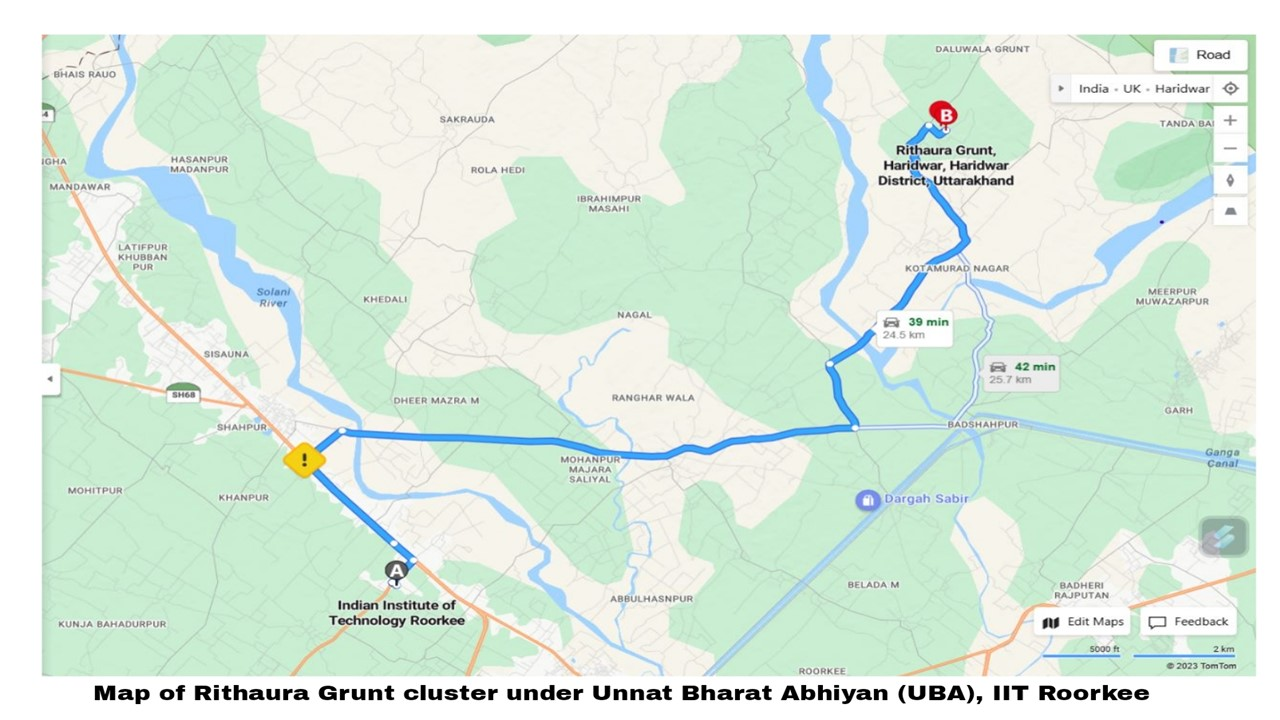 DALUWALA GRUNT
Road
BHAIS RAUO
India • UK • Haridwar
4
SAKRAUDA
B
TANDA BA
Rithaura Grunt,
Haridwar, Haridwar
District, Uttarakhand
NGHA
HASANPUR
MADANPUR
ROLA HEDI
MANDAWAR
IBRAHIMPUR
MASAHI
LATIFPUR
KHUBBAN
PUR
KOTAMURAD NAGAR
Solani
River
KHEDALI
MEERPUR
MUWAZARPUR
NAGAL
39 min
24.5 km
SISAUNA
42 min
25.7 km
SH68
DHEER MAZRA M
RANGHAR WALA
GARH
SHAHPUR
BADSHAHPUR
!
MOHANPUR
MAJARA
SALIYAL
Ganga
Canal
MOHITPUR
KHANPUR
Dargah Sabir
A
BELADA M
BADHERI
RAJPUTAN
Indian Institute of
Technology Roorkee
ABBULHASNPUR
KUNJA BAHADURPUR
Edit Maps
Feedback
5000 ft
2 km
ROORKEE
© 2023 TomTom
Map of Rithaura Grunt cluster under Unnat Bharat Abhiyan (UBA), IIT Roorkee